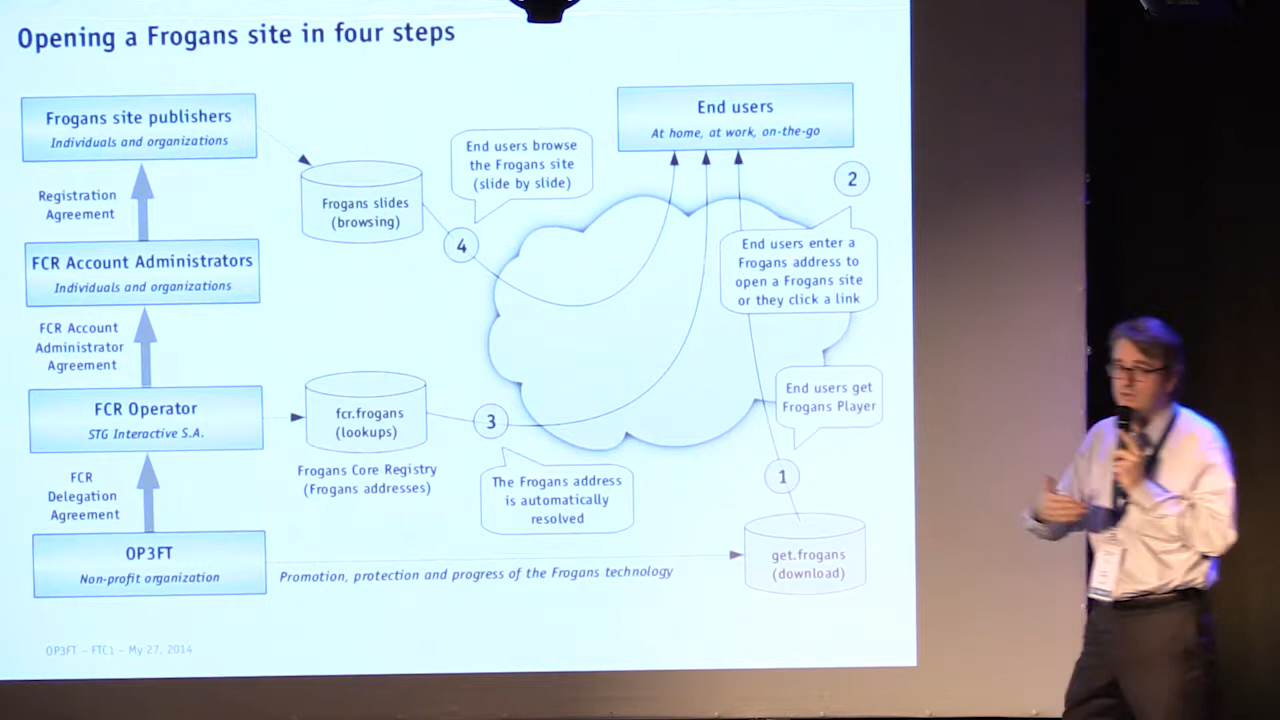 Opening a Frogans site in four steps
Frogans site publishers
Individuals and organizations
Registration
Agreement
FCR Account Administrators
Individuals and organizations
FCR Account
Administrator
Agreement
FCR Operator
STG Interactive S.A.
FCR
Delegation
Agreement
OP3FT
Non-profit organization
Frogans slides
(browsing)
End users browse
the Frogans site
(slide by slide)
4
End users
At home, at work, on-the-go
2
End users enter a
Frogans address to
open a Frogans site
or they click a link
fcr.frogans
(lookups)
Frogans Core Registry
(Frogans addresses)
3
The Frogans address
is automatically
resolved
End users get
Frogans Player
1
get.frogans
(download)
Promotion, protection and progress of the Frogans technology
OP3FT – FTC1 – My 27, 2014